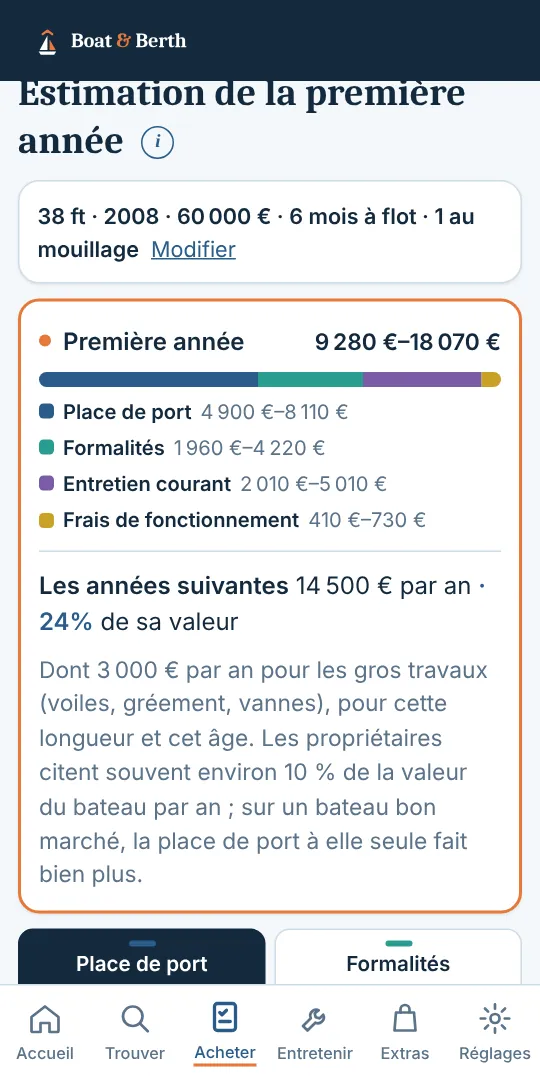 Boat & Berth
Estimation de la première
année i
38 ft · 2008 · 60 000 € · 6 mois à flot · 1 au
mouillage Modifier
Première année 9 280 €–18 070 €
Place de port 4 900 €–8 110 €
Formalités 1 960 €–4 220 €
Entretien courant 2 010 €–5 010 €
Frais de fonctionnement 410 €–730 €
Les années suivantes 14 500 € par an ·
24% de sa valeur
Dont 3 000 € par an pour les gros travaux
(voiles, gréement, vannes), pour cette
longueur et cet âge. Les propriétaires
citent souvent environ 10 % de la valeur
du bateau par an ; sur un bateau bon
marché, la place de port à elle seule fait
bien plus.
Place de port Formalités
Accueil Trouver Acheter Entretenir Extras Réglages